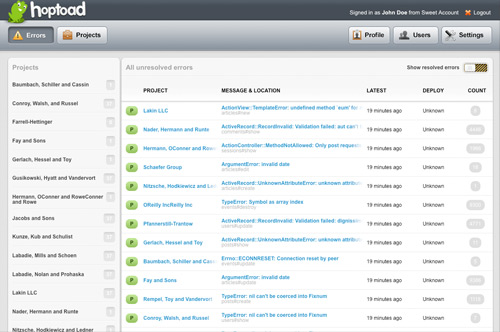 hoptoad
Signed in as John Doe from Sweet Account
Logout
Errors
Projects
Profile
Users
Settings
Projects
Baumbach, Schiller and Cassin
Conroy, Walsh, and Russel
Farrell-Hettinger
Fay and Sons
Gerlach, Hessel and Toy
Gusikowski, Hyatt and Vandervort
Hermann, OConner and RoweConner
and Rowe
Jacobs and Sons
Kunze, Kub and Schulist
Labadie, Mills & Schoen
Labadie, Nolan and Prohaska
Lakin LLC
Nader, Hermann and Runte
Nitzsche, Hodkiewicz and Ledner
All unresolved errors
Show resolved errors
PROJECT MESSAGE & LOCATION LATEST DEPLOY COUNT
P Lakin LLC ActionView::TemplateError: undefined method `sum' for 19 minutes ago Unknown
articles#new
P Nader, Hermann and Runte ActiveRecord::RecordInvalid: Validation failed: aut can't 19 minutes ago Unknown
P Hermann, OConner and Rowe ActionController::MethodNotAllowed: Only post requests 19 minutes ago Unknown
P Schaefer Group ArgumentError: invalid date 19 minutes ago Unknown
P Nitzsche, Hodkiewicz and Led ActiveRecord::UnknownAttributeError: unknown attribut 19 minutes ago Unknown
P OReilly IncReilly Inc TypeError: Symbol as array index 19 minutes ago Unknown
P Pfannerstill-Trantow ActiveRecord::RecordInvalid: Validation failed: 19 minutes ago Unknown
users#update
P Gerlach, Hessel and Toy ActiveRecord::UnknownAttributeError: unknown attribut 19 minutes ago Unknown
P Baumbach, Schiller and Cass Errno::ECONNRESET: Connection reset by peer 19 minutes ago Unknown
events#update
P Fay and Sons ArgumentError: invalid date 19 minutes ago Unknown
P Rempel, Toy and Vandervort TypeError: nil can't be coerced into Fixnum 19 minutes ago Unknown
P Conroy, Walsh, and Russel TypeError: nil can't be coerced into Fixnum 19 minutes ago Unknown